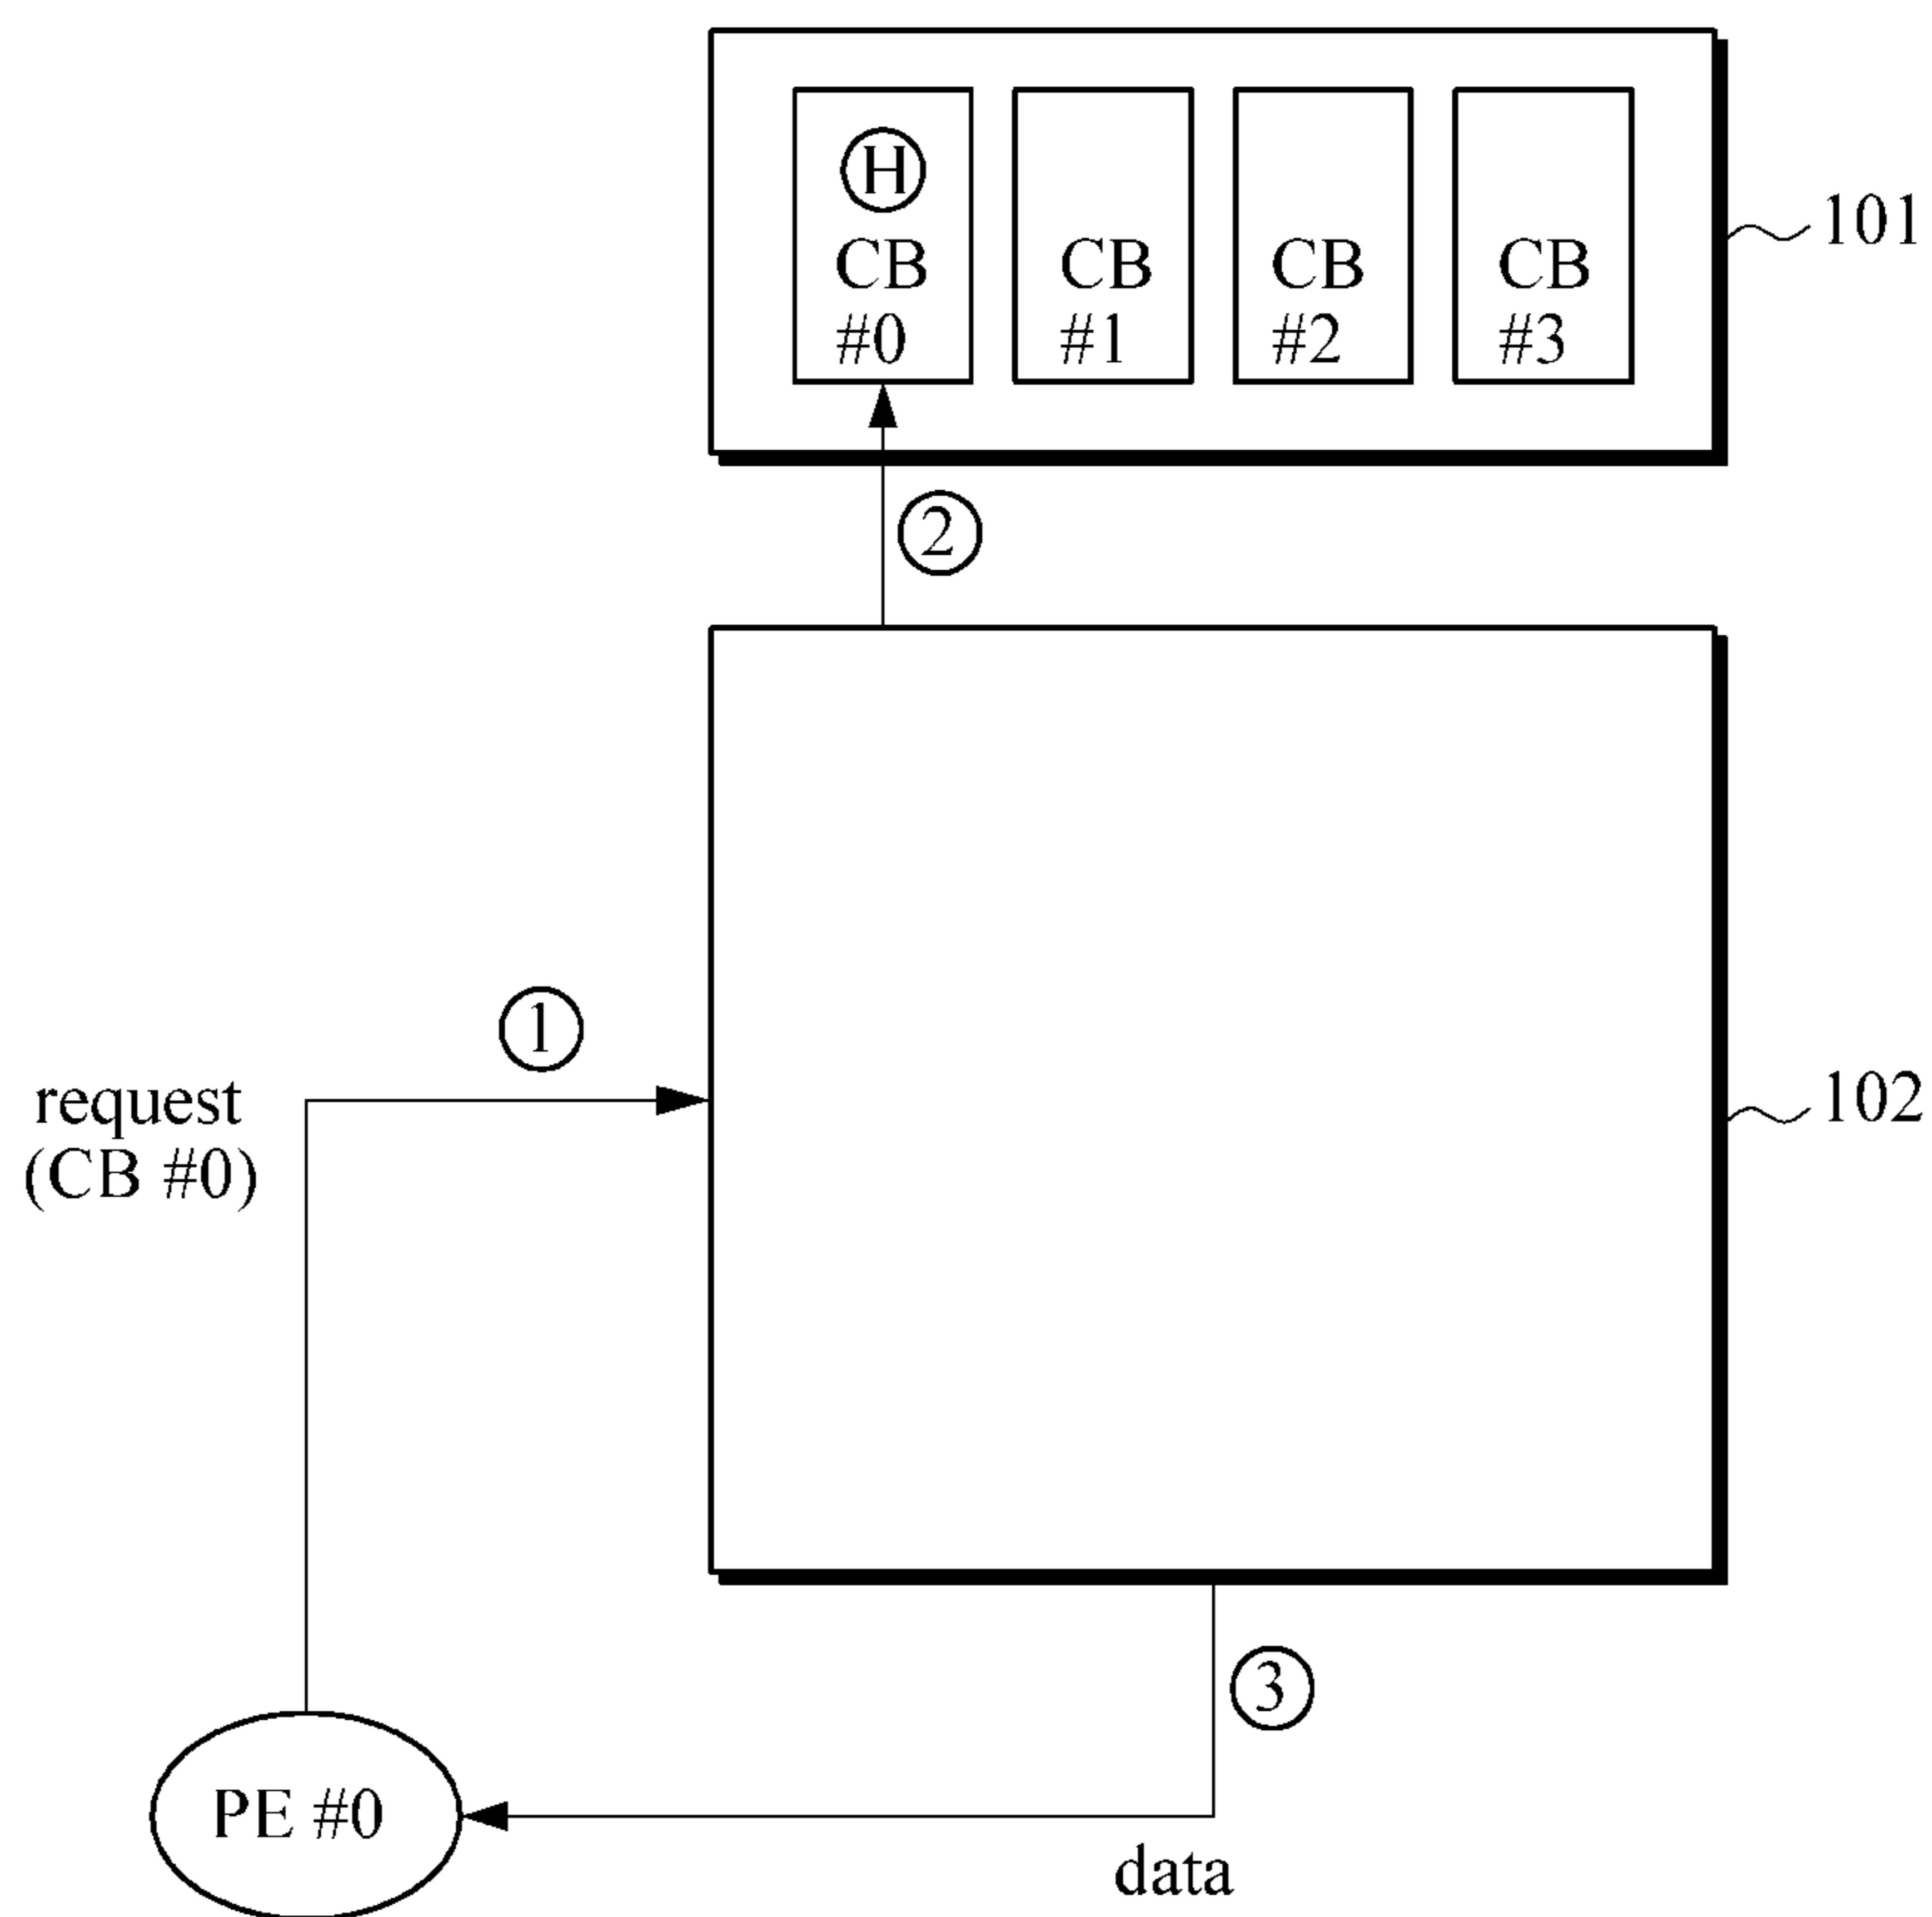 H
CB
#0
CB
#1
CB
#2
CB
#3
101
2
1
request
(CB #0)
102
3
PE #0
data